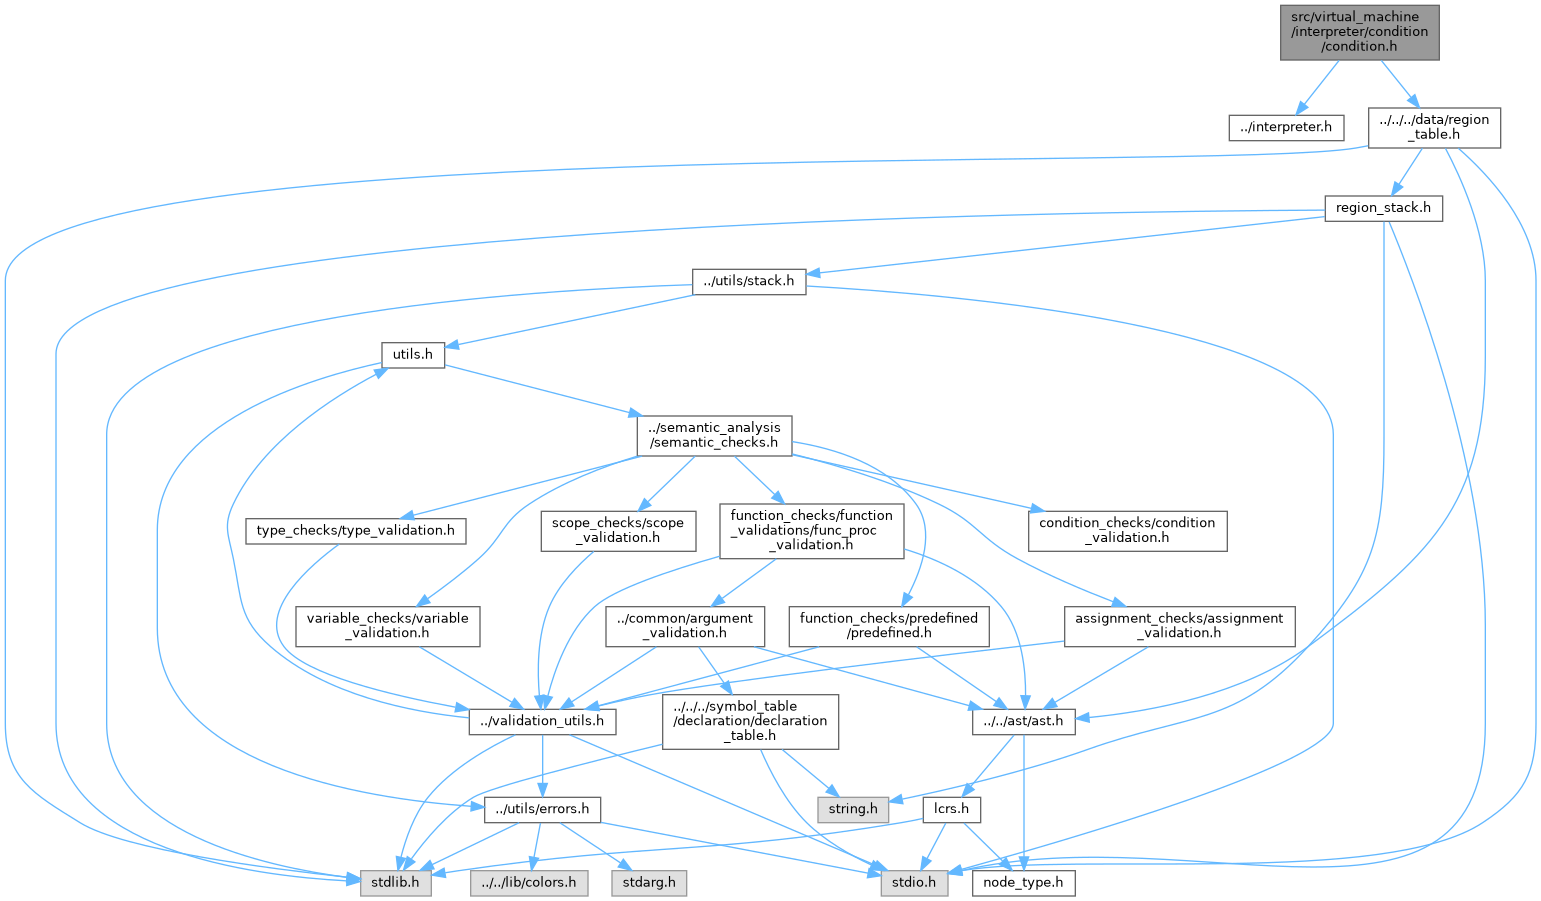 src/virtual_machine
/interpreter/condition
/condition.h
../interpreter.h
../../../data/region
_table.h
region_stack.h
../utils/stack.h
utils.h
../semantic_analysis
/semantic_checks.h
type_checks/type_validation.h
scope_checks/scope
_validation.h
function_checks/function
_validations/func_proc
_validation.h
condition_checks/condition
_validation.h
variable_checks/variable
_validation.h
../common/argument
_validation.h
function_checks/predefined
/predefined.h
assignment_checks/assignment
_validation.h
../validation_utils.h
../../../symbol_table
/declaration/declaration
_table.h
../../ast/ast.h
../utils/errors.h
string.h
lcrs.h
stdlib.h
../../lib/colors.h
stdarg.h
stdio.h
node_type.h